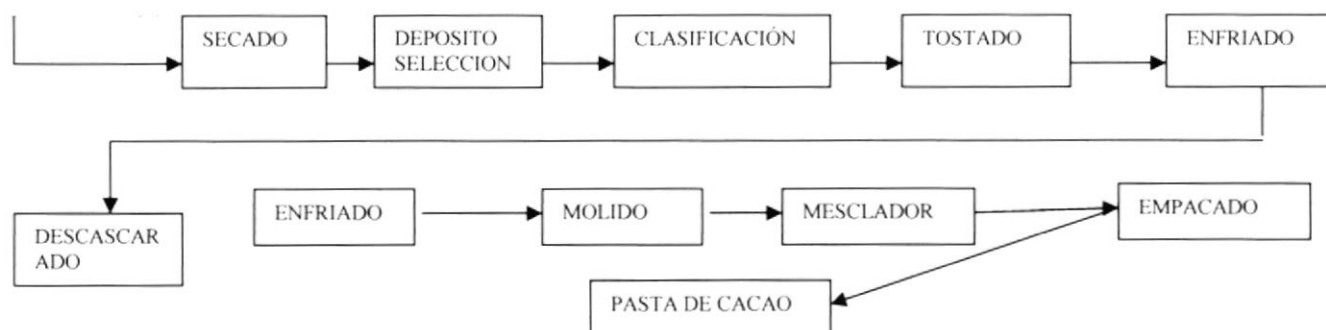 SECADO
DEPOSITO
SELECCION
CLASIFICACIÓN
TOSTADO
ENFRIADO
DESCASCAR
ADO
ENFRIADO
MOLIDO
MESCLADOR
EMPACADO
PASTA DE CACAO